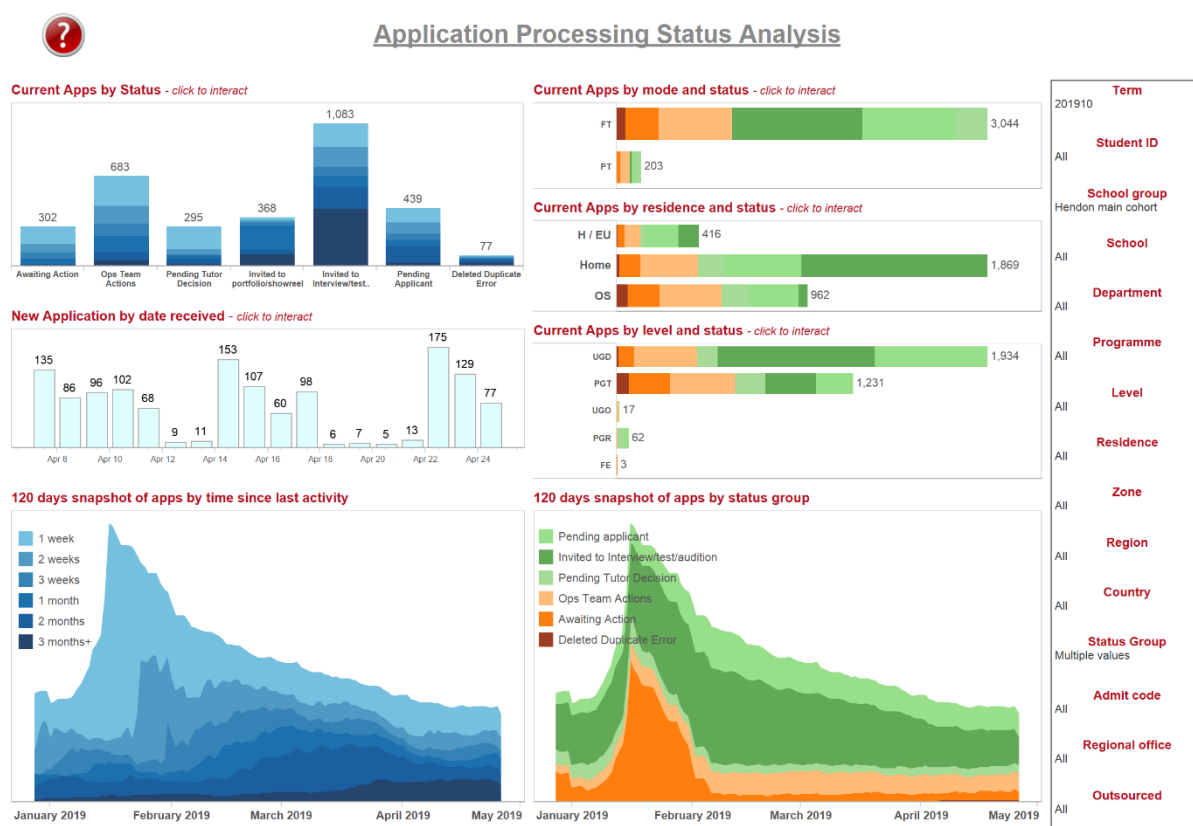 ?
Application Processing Status Analysis
Current Apps by Status - click to interact
302
683
295
368
1,083
439
77
Awaiting Action
Ops Team
Actions
Pending Tutor
Decision
Invited to
portfolio/showreel
Invited to
Interview/test..
Pending
Applicant
Deleted Duplicate
Error
New Application by date received - click to interact
135
86
96
102
68
9
11
153
107
60
98
6
7
5
13
175
129
77
Apr 8
Apr 10
Apr 12
Apr 14
Apr 16
Apr 18
Apr 20
Apr 22
Apr 24
120 days snapshot of apps by time since last activity
1 week
2 weeks
3 weeks
1 month
2 months
3 months+
January 2019
February 2019
March 2019
April 2019
May 2019
Current Apps by mode and status - click to interact
FT
3,044
PT
203
Current Apps by residence and status - click to interact
H / EU
416
Home
1,869
OS
962
Current Apps by level and status - click to interact
UGD
1,934
PGT
1,231
UGO
17
PGR
62
FE
3
120 days snapshot of apps by status group
Pending applicant
Invited to Interview/test/audition
Pending Tutor Decision
Ops Team Actions
Awaiting Action
Deleted Duplicate Error
January 2019
February 2019
March 2019
April 2019
May 2019
Term
201910
Student ID
All
School group
Hendon main cohort
School
All
Department
All
Programme
All
Level
All
Residence
All
Zone
All
Region
All
Country
All
Status Group
Multiple values
Admit code
All
Regional office
All
Outsourced
All